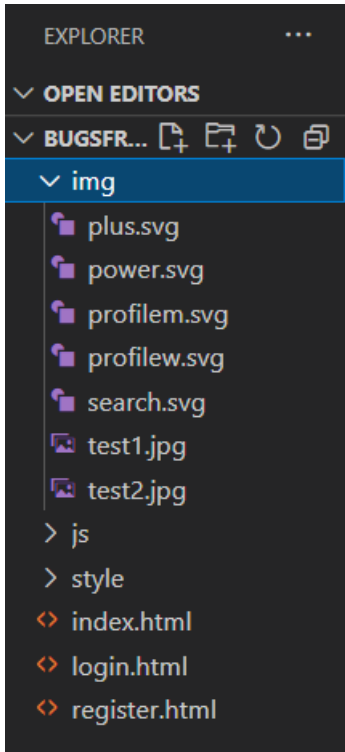 EXPLORER
OPEN EDITORS
BUGSFR...
img
plus.svg
power.svg
profilem.svg
profilew.svg
search.svg
test1.jpg
test2.jpg
js
style
index.html
login.html
register.html